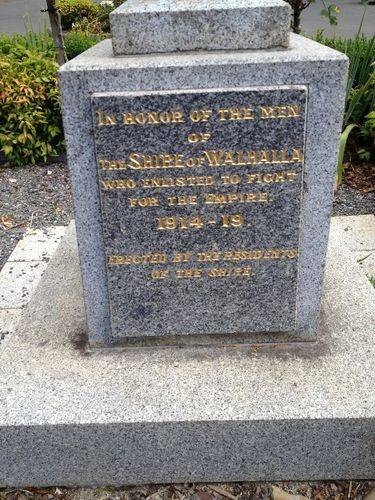 IN HONOR OF THE MEN
OF
THE SHIRE OF WALHALLA
WHO ENLISTED TO FIGHT
FOR THE EMPIRE.
1914-19.
ERECTED BY THE RESIDENTS
OF THE SHIRE.